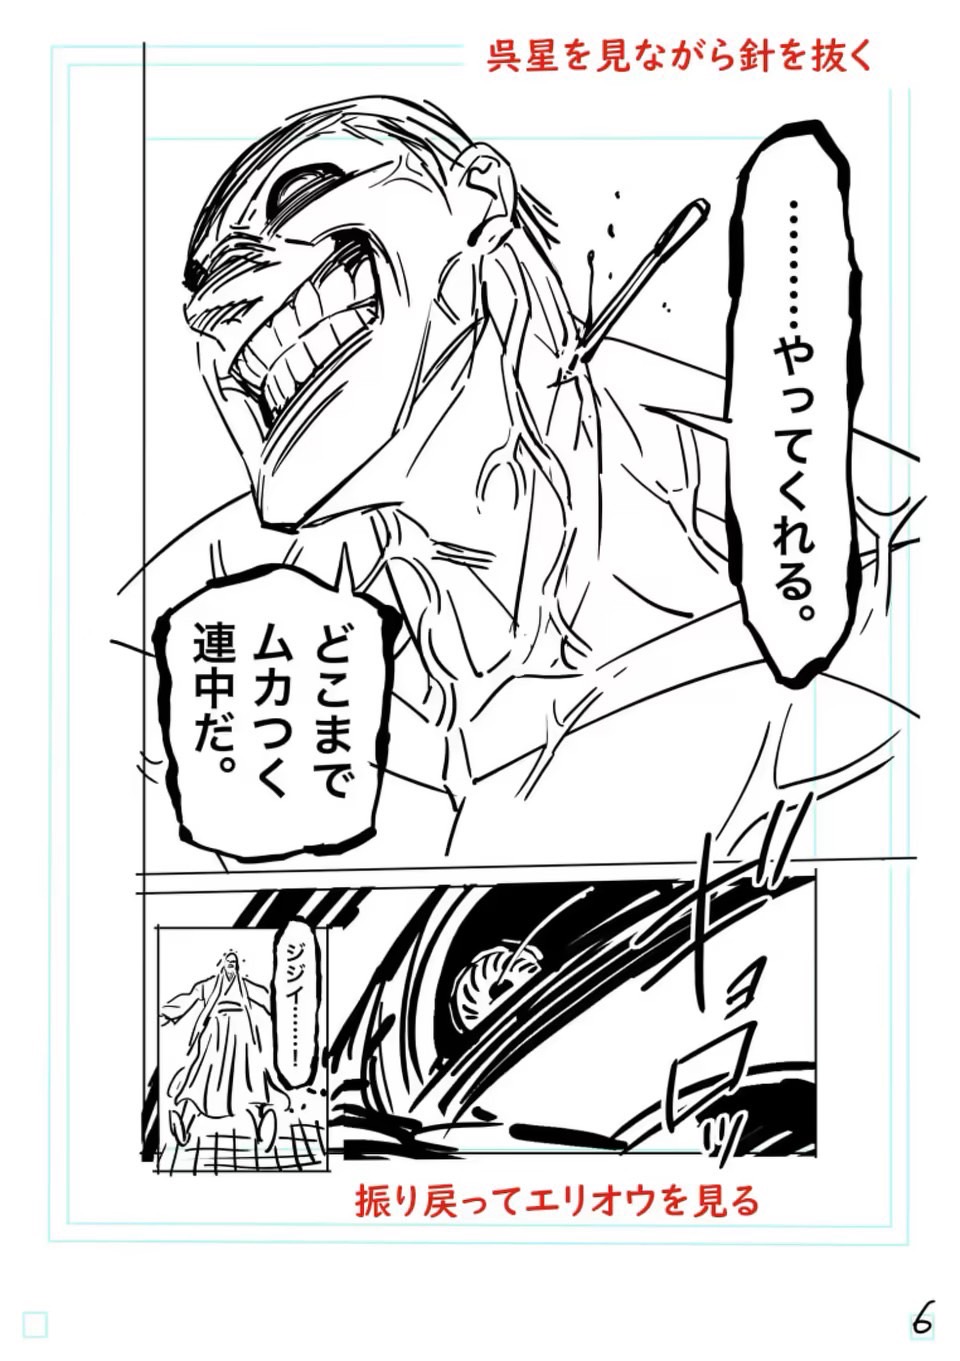 呉星を見ながら針を抜く
………やってくれる。
どこまで
ムカつく
連中だ。
ギョロッ
ジジイ………!
振り戻ってエリオウを見る
6